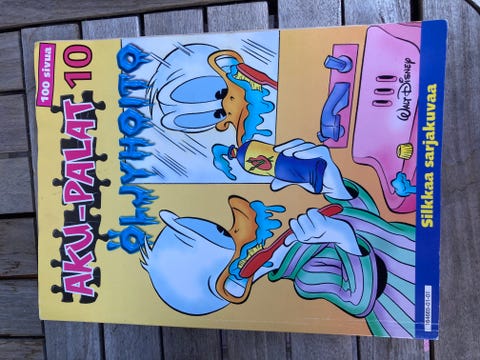 100 sivua
AKU-PALAT 10
ÖLJYHOITO
WALT DISNEY
Silkkaa sarjakuvaa